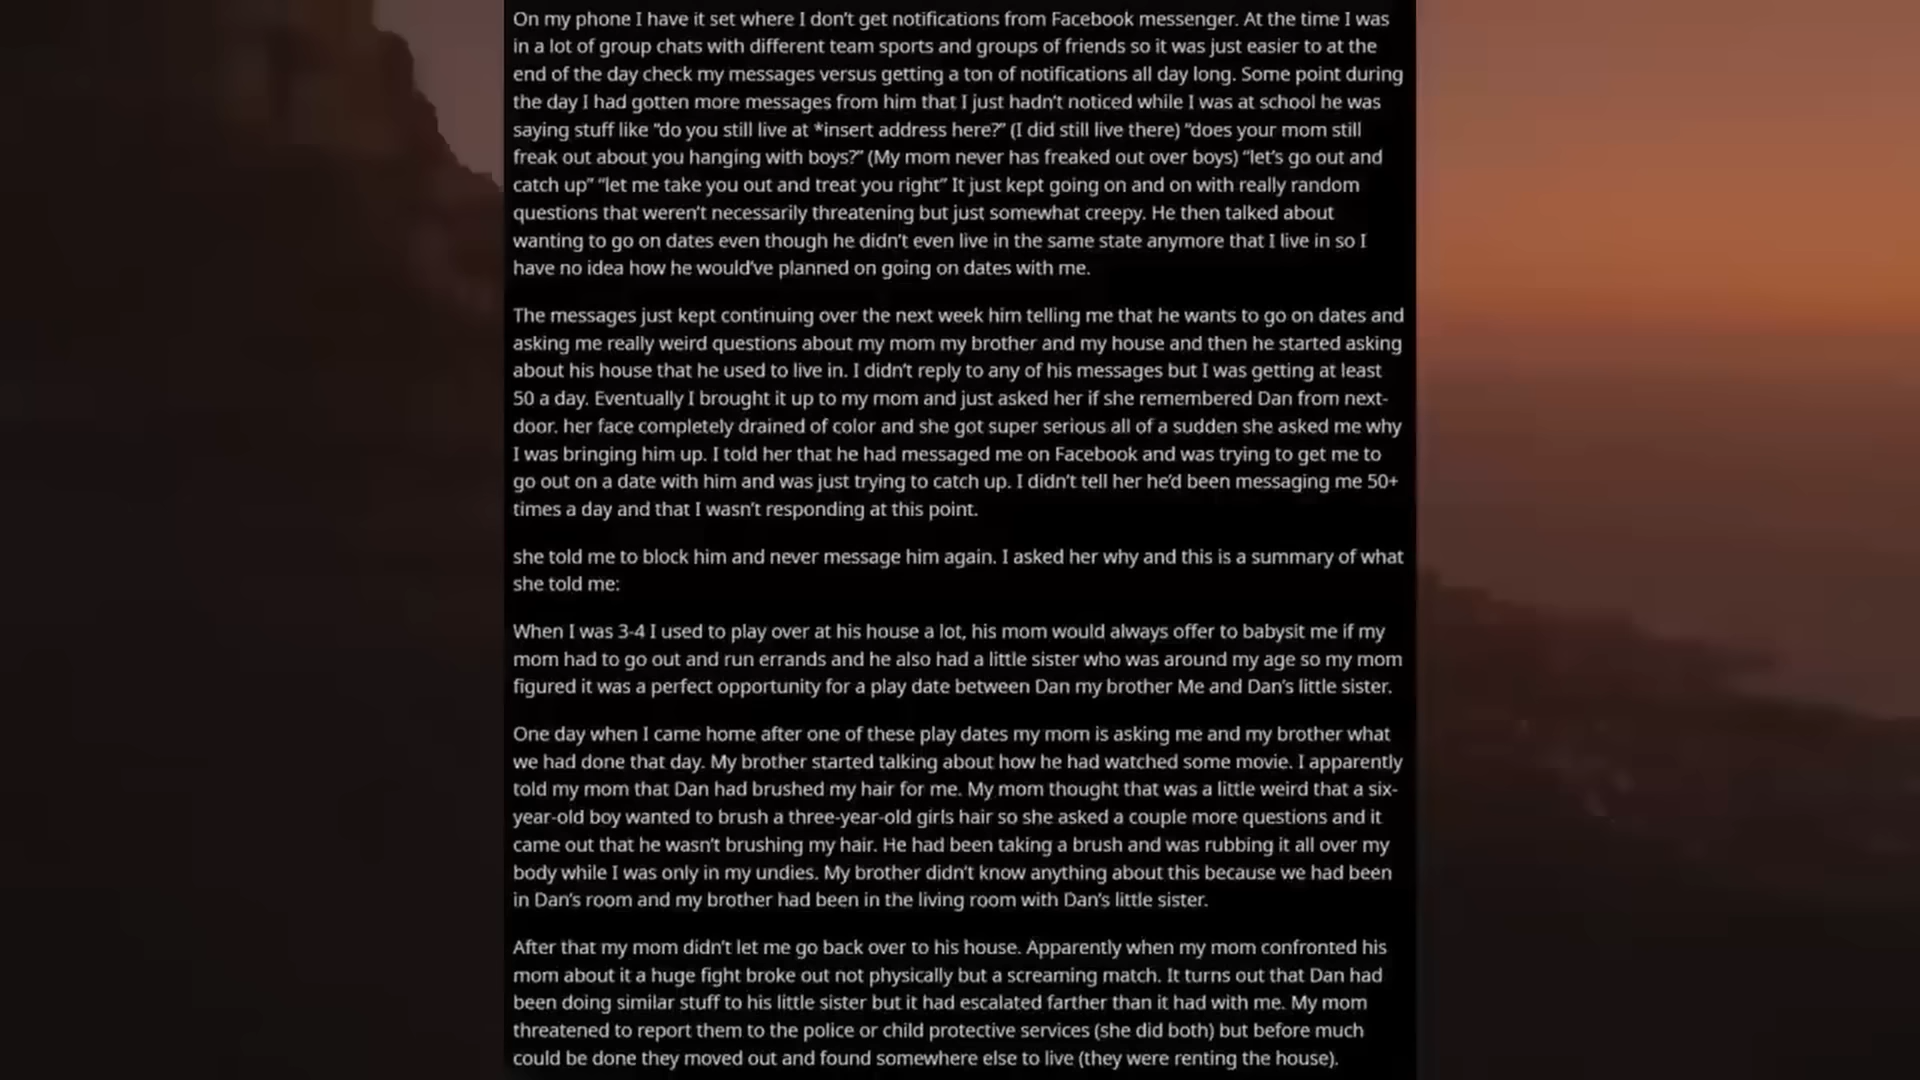 On my phone I have it set where I don't get notifications from Facebook messenger. At the time I was
in a lot of group chats with different team sports and groups of friends so it was just easier to at the
end of the day check my messages versus getting a ton of notifications all day long. Some point during
the day I had gotten more messages from him that I just hadn't noticed while I was at school he was
saying stuff like “do you still live at *insert address here?” (I did still live there) “does your mom still
freak out about you hanging with boys?” (My mom never has freaked out over boys) “let's go out and
catch up” “let me take you out and treat you right” It just kept going on and on with really random
questions that weren't necessarily threatening but just somewhat creepy. He then talked about
wanting to go on dates even though he didn't even live in the same state anymore that I live in so I
have no idea how he would've planned on going on dates with me.
The messages just kept continuing over the next week him telling me that he wants to go on dates and
asking me really weird questions about my mom my brother and my house and then he started asking
about his house that he used to live in. I didn't reply to any of his messages but I was getting at least
50 a day. Eventually I brought it up to my mom and just asked her if she remembered Dan from next-
door. her face completely drained of color and she got super serious all of a sudden she asked me why
I was bringing him up. I told her that he had messaged me on Facebook and was trying to get me to
go out on a date with him and was just trying to catch up. I didn't tell her he'd been messaging me 50+
times a day and that I wasn't responding at this point.
she told me to block him and never message him again. I asked her why and this is a summary of what
she told me:
When I was 3-4 I used to play over at his house a lot, his mom would always offer to babysit me if my
mom had to go out and run errands and he also had a little sister who was around my age so my mom
figured it was a perfect opportunity for a play date between Dan my brother Me and Dan's little sister.
One day when I came home after one of these play dates my mom is asking me and my brother what
we had done that day. My brother started talking about how he had watched some movie. I apparently
told my mom that Dan had brushed my hair for me. My mom thought that was a little weird that a six-
year-old boy wanted to brush a three-year-old girls hair so she asked a couple more questions and it
came out that he wasn't brushing my hair. He had been taking a brush and was rubbing it all over my
body while I was only in my undies. My brother didn't know anything about this because we had been
in Dan's room and my brother had been in the living room with Dan's little sister.
After that my mom didn't let me go back over to his house. Apparently when my mom confronted his
mom about it a huge fight broke out not physically but a screaming match. It turns out that Dan had
been doing similar stuff to his little sister but it had escalated farther than it had with me. My mom
threatened to report them to the police or child protective services (she did both) but before much
could be done they moved out and found somewhere else to live (they were renting the house).